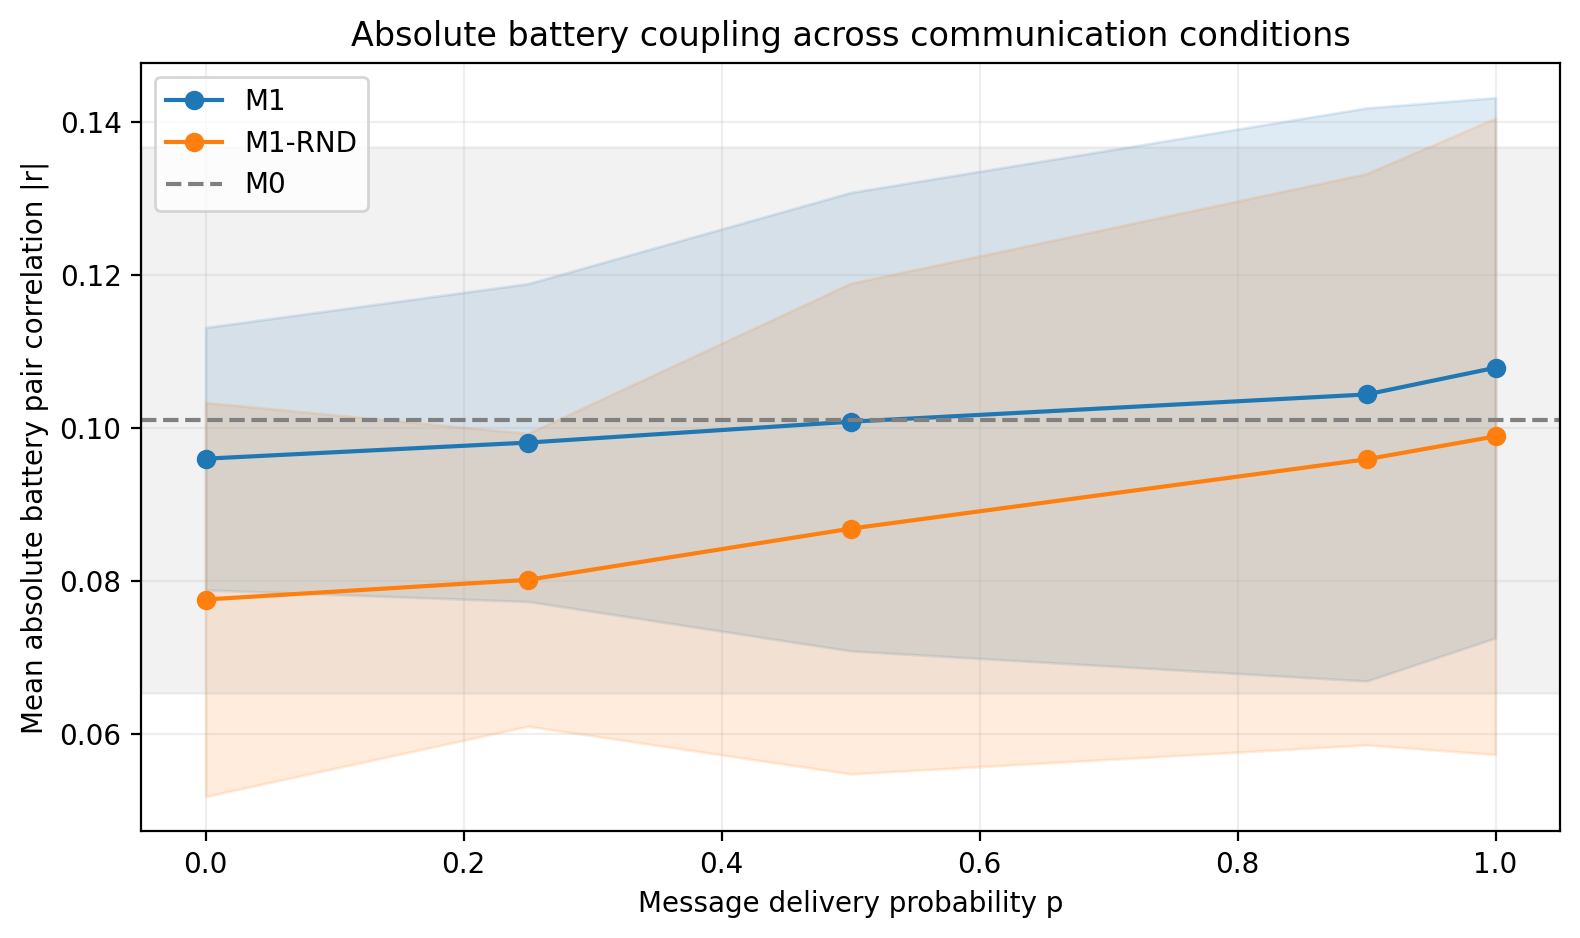 Absolute battery coupling across communication conditions
M1
M1-RND
M0
Mean absolute battery pair correlation |r|
0.14
0.12
0.10
0.08
0.06
0.0 0.2 0.4 0.6 0.8 1.0
Message delivery probability p